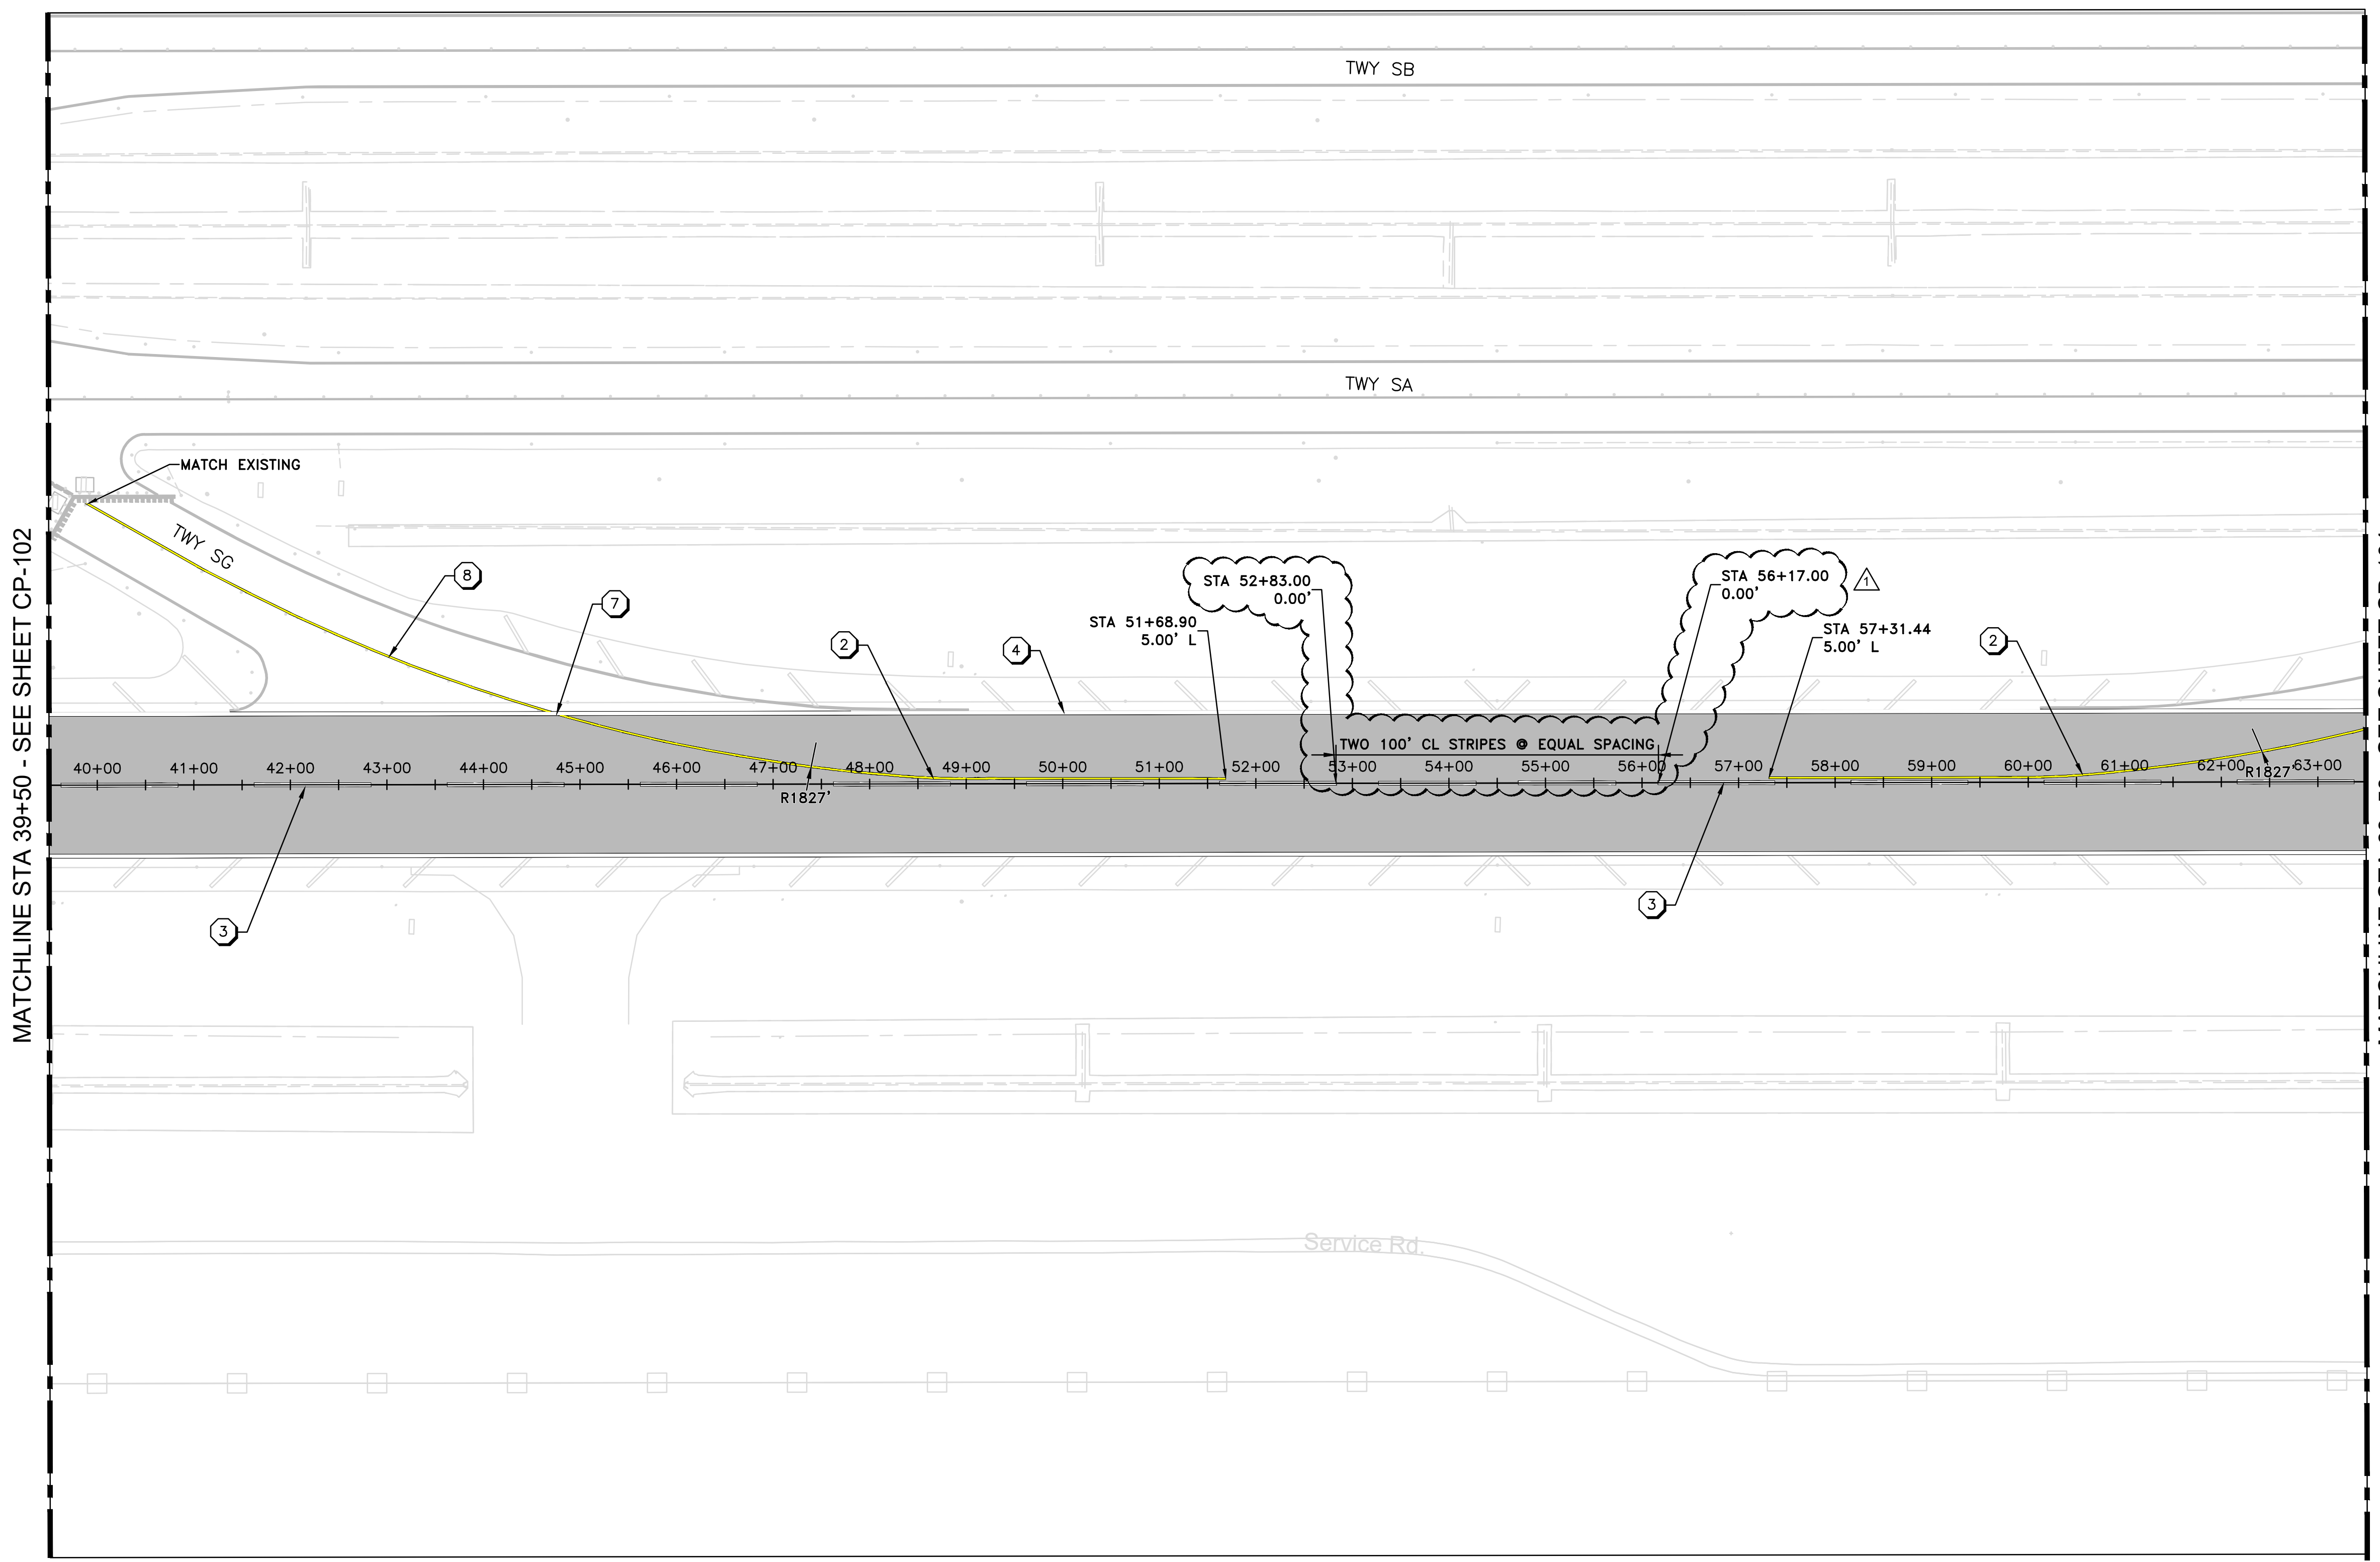 TWY SB
TWY SA
MATCH EXISTING
TWY SG
8
7
2
4
STA 52+83.00
0.00'
STA 51+68.90
5.00' L
STA 56+17.00
0.00'
1
STA 57+31.44
5.00' L
2
TWO 100' CL STRIPES @ EQUAL SPACING
40+00 41+00 42+00 43+00 44+00 45+00 46+00 47+00 48+00 49+00 50+00 51+00 52+00 53+00 54+00 55+00 56+00 57+00 58+00 59+00 60+00 61+00 62+00 63+00
R1827'
R1827'
3
3
MATCHLINE STA 39+50 - SEE SHEET CP-102
Service Rd.